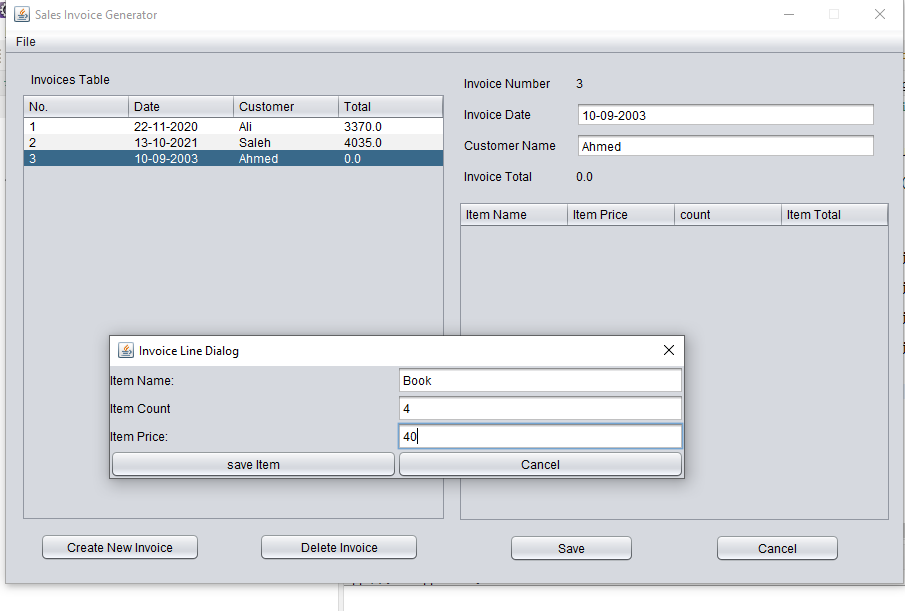 Sales Invoice Generator
File
Invoices Table
No. Date Customer Total
1 22-11-2020 Ali 3370.0
2 13-10-2021 Saleh 4035.0
3 10-09-2003 Ahmed 0.0
Invoice Number 3
Invoice Date 10-09-2003
Customer Name Ahmed
Invoice Total 0.0
Item Name Item Price count Item Total
Invoice Line Dialog
Item Name: Book
Item Count 4
Item Price: 40
save Item Cancel
Create New Invoice Delete Invoice Save Cancel